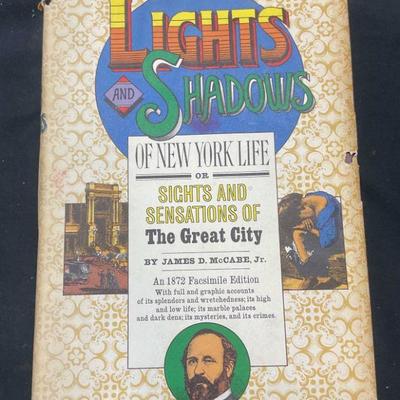 LIGHTS
AND
SHADOWS
OF NEW YORK LIFE
OR
SIGHTS AND
SENSATIONS OF
The Great City
BY JAMES D. McCABE, Jr.
An 1872 Facsimile Edition
With full and graphic accounts
of its splendors and wretchedness; its high
and low life; its marble palaces
and dark dens; its mysteries, and its crimes.